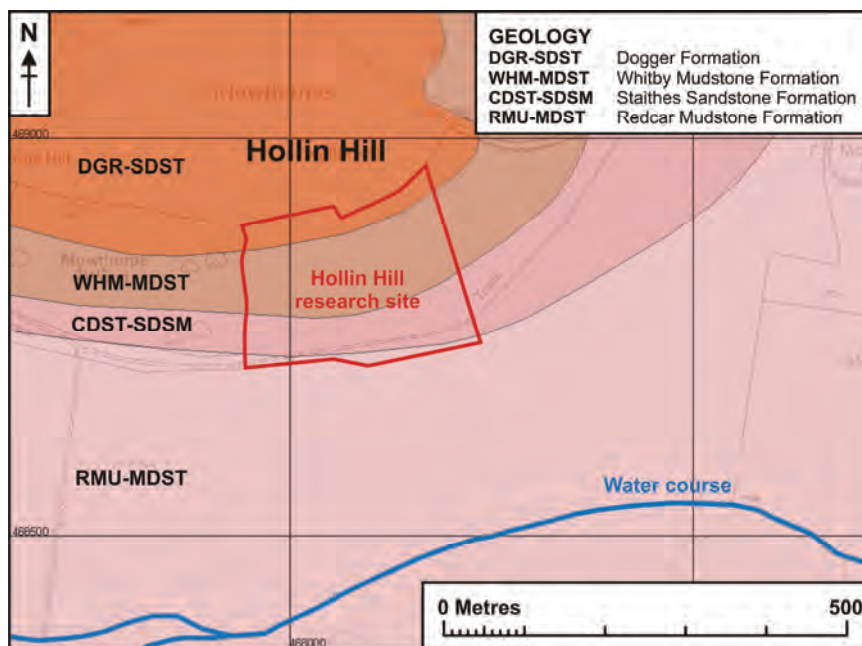 N
GEOLOGY
DGR-SDST Dogger Formation
WHM-MDST Whitby Mudstone Formation
CDST-SDSM Staithes Sandstone Formation
RMU-MDST Redcar Mudstone Formation
469000
Hollin Hill
DGR-SDST
WHM-MDST
Hollin Hill
research site
Track
CDST-SDSM
RMU-MDST
Water course
468500
468000
0 Metres 500